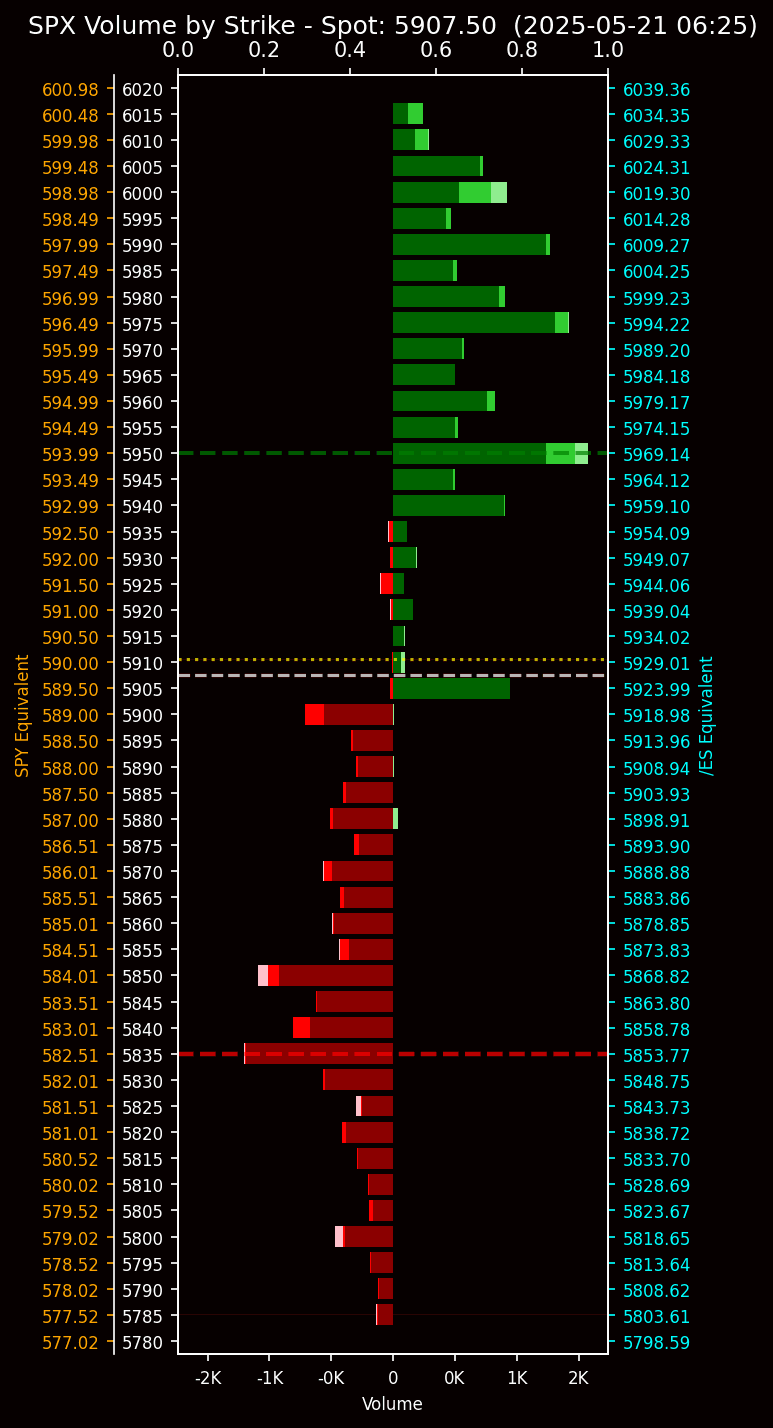 SPX Volume by Strike - Spot: 5907.50  (2025-05-21 06:25)
0.0 0.2 0.4 0.6 0.8 1.0
600.98 6020 6039.36
600.48 6015 6034.35
599.98 6010 6029.33
599.48 6005 6024.31
598.98 6000 6019.30
598.49 5995 6014.28
597.99 5990 6009.27
597.49 5985 6004.25
596.99 5980 5999.23
596.49 5975 5994.22
595.99 5970 5989.20
595.49 5965 5984.18
594.99 5960 5979.17
594.49 5955 5974.15
593.99 5950 5969.14
593.49 5945 5964.12
592.99 5940 5959.10
592.50 5935 5954.09
592.00 5930 5949.07
591.50 5925 5944.06
591.00 5920 5939.04
590.50 5915 5934.02
590.00 5910 5929.01
589.50 5905 5923.99
589.00 5900 5918.98
588.50 5895 5913.96
588.00 5890 5908.94
587.50 5885 5903.93
587.00 5880 5898.91
586.51 5875 5893.90
586.01 5870 5888.88
585.51 5865 5883.86
585.01 5860 5878.85
584.51 5855 5873.83
584.01 5850 5868.82
583.51 5845 5863.80
583.01 5840 5858.78
582.51 5835 5853.77
582.01 5830 5848.75
581.51 5825 5843.73
581.01 5820 5838.72
580.52 5815 5833.70
580.02 5810 5828.69
579.52 5805 5823.67
579.02 5800 5818.65
578.52 5795 5813.64
578.02 5790 5808.62
577.52 5785 5803.61
577.02 5780 5798.59
SPY Equivalent
/ES Equivalent
-2K -1K -0K 0 0K 1K 2K
Volume